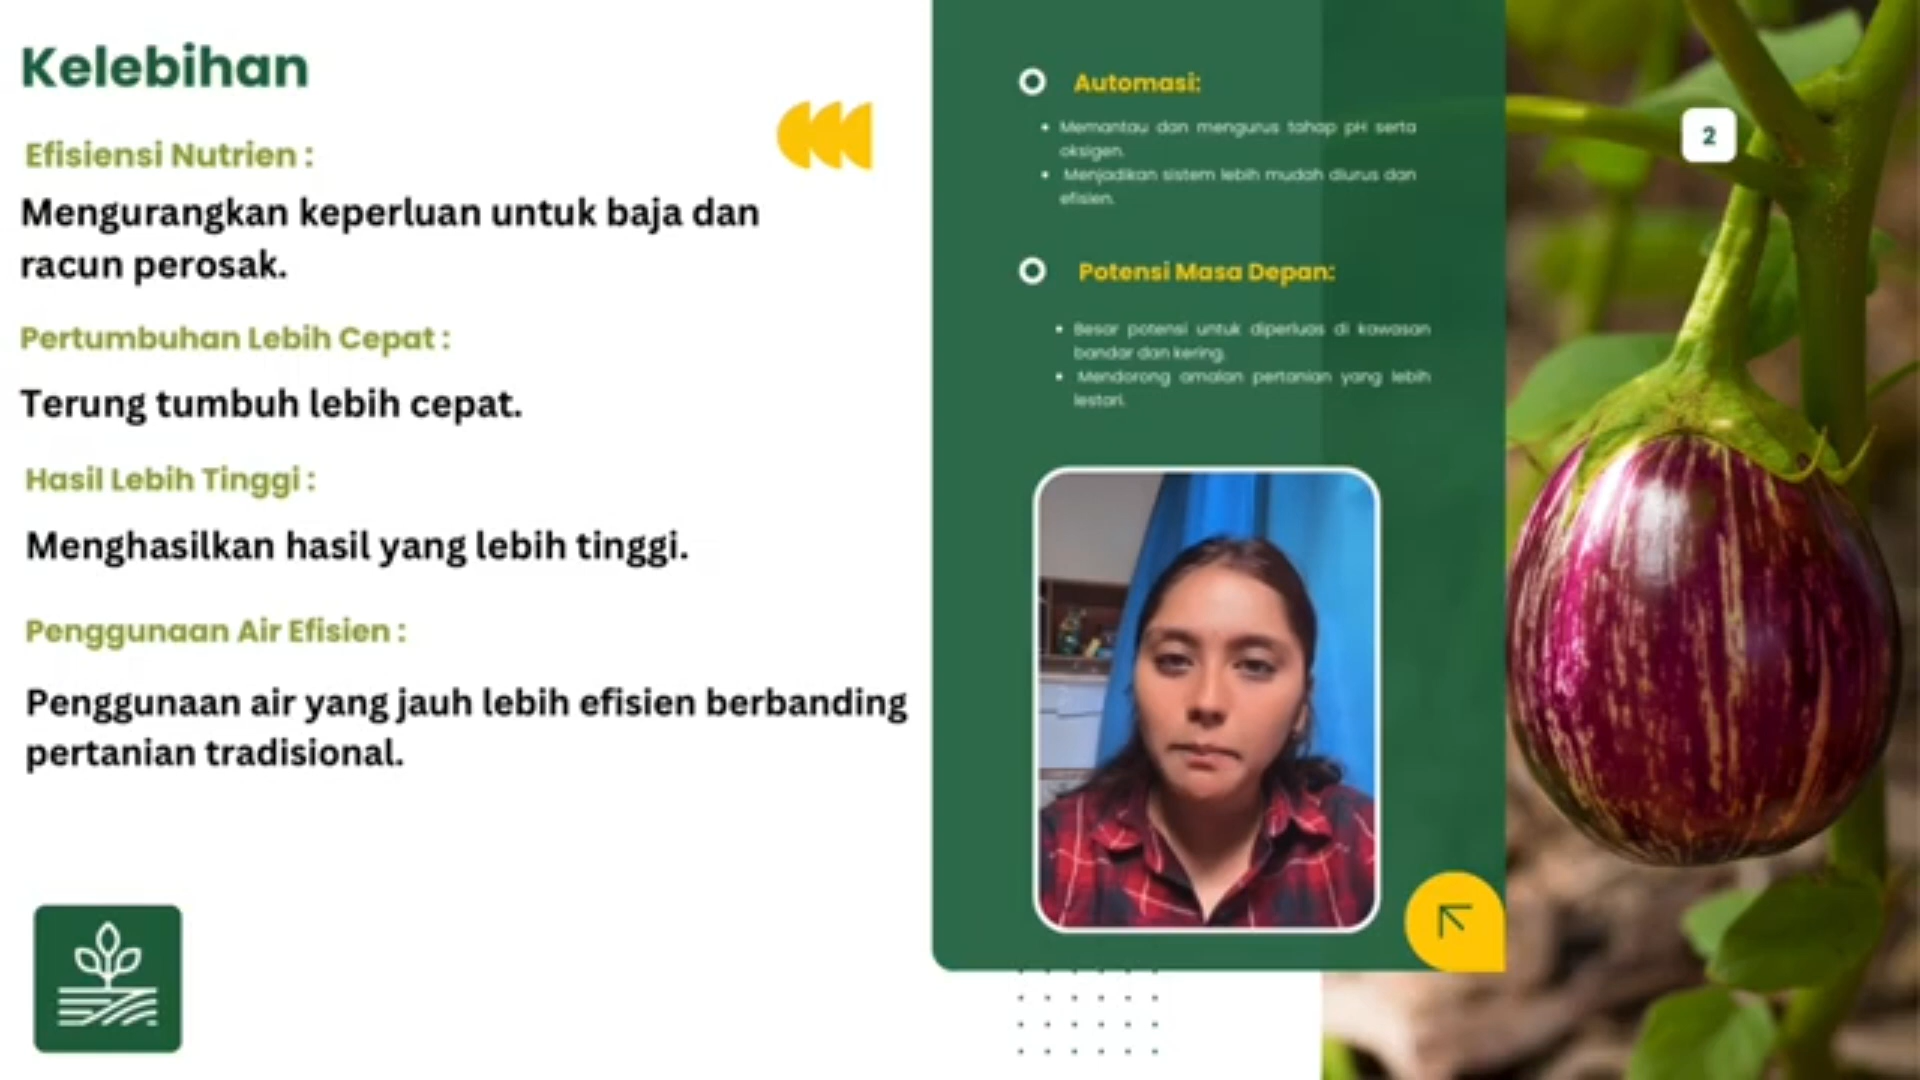 Kelebihan
Efisiensi Nutrien :
Mengurangkan keperluan untuk baja dan
racun perosak.
Pertumbuhan Lebih Cepat :
Terung tumbuh lebih cepat.
Hasil Lebih Tinggi :
Menghasilkan hasil yang lebih tinggi.
Penggunaan Air Efisien :
Penggunaan air yang jauh lebih efisien berbanding
pertanian tradisional.
Automasi:
• Memantau dan mengurus tahap pH serta
oksigen.
• Menjadikan sistem lebih mudah diurus dan
efisien.
Potensi Masa Depan:
• Besar potensi untuk diperluas di kawasan
bandar dan kering.
• Mendorong amalan pertanian yang lebih
lestari.
2